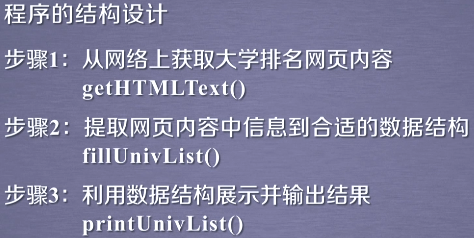 程序的结构设计
步骤1：从网络上获取大学排名网页内容
getHTMLText()
步骤2：提取网页内容中信息到合适的数据结构
fillUnivList()
步骤3：利用数据结构展示并输出结果
printUnivList()